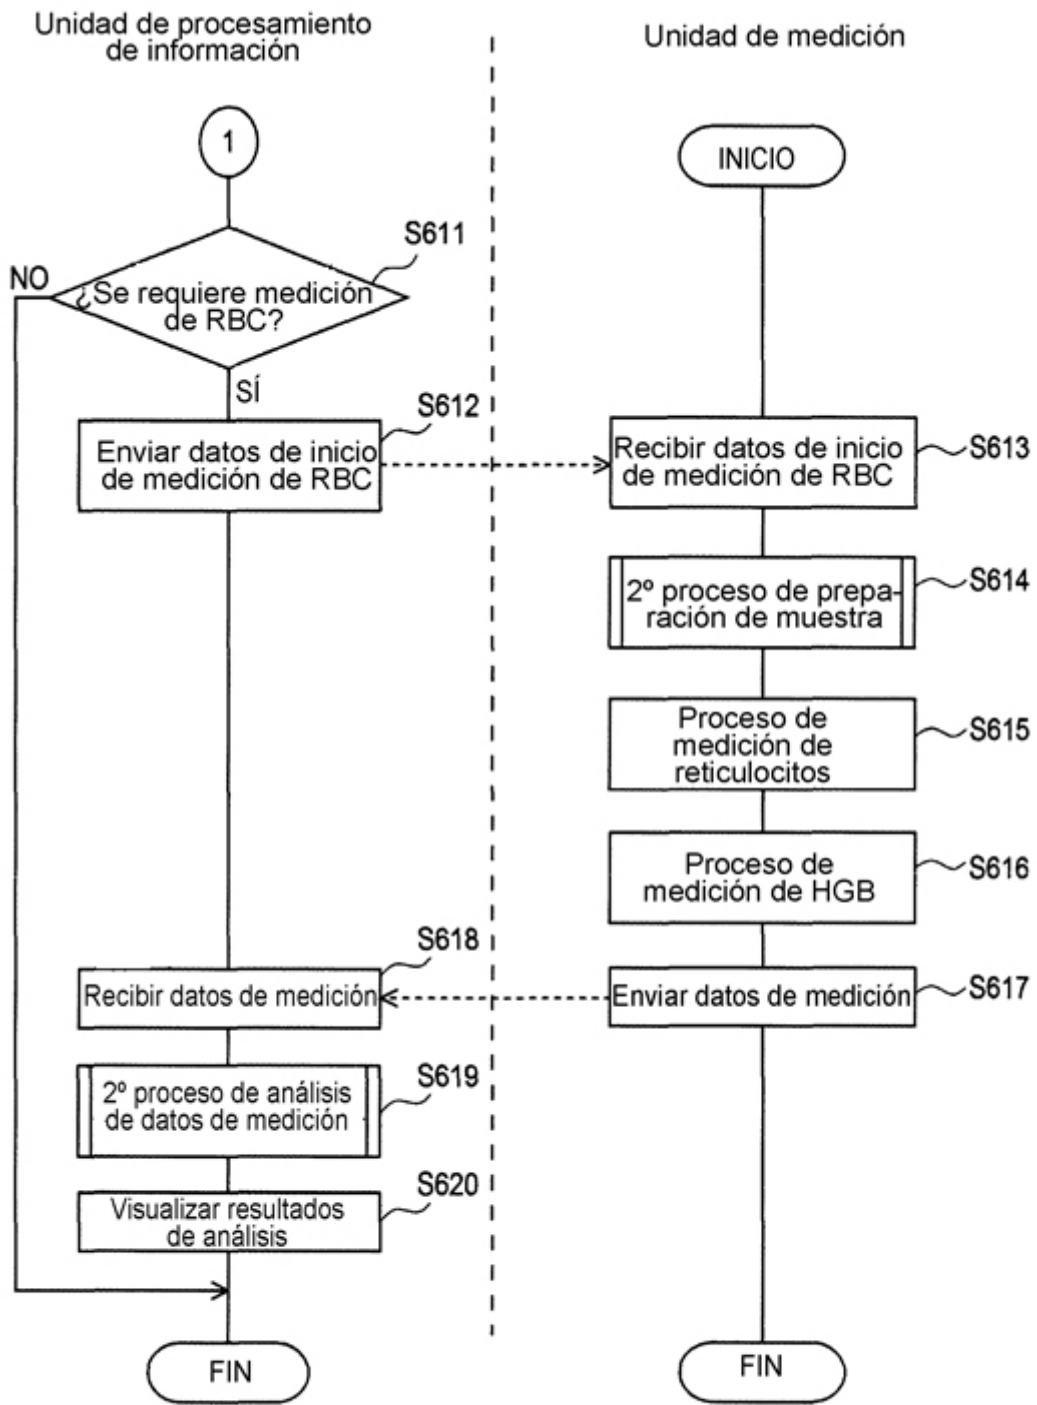 Unidad de procesamiento
de información
Unidad de medición
1
INICIO
S611
NO
¿Se requiere medición
de RBC?
SÍ
S612
Enviar datos de inicio
de medición de RBC
Recibir datos de inicio
de medición de RBC
S613
2º proceso de prepa-
ración de muestra
S614
Proceso de
medición de
reticulocitos
S615
Proceso de
medición de HGB
S616
S618
Recibir datos de medición
Enviar datos de medición
S617
2º proceso de análisis
de datos de medición
S619
Visualizar resultados
de análisis
S620
FIN
FIN